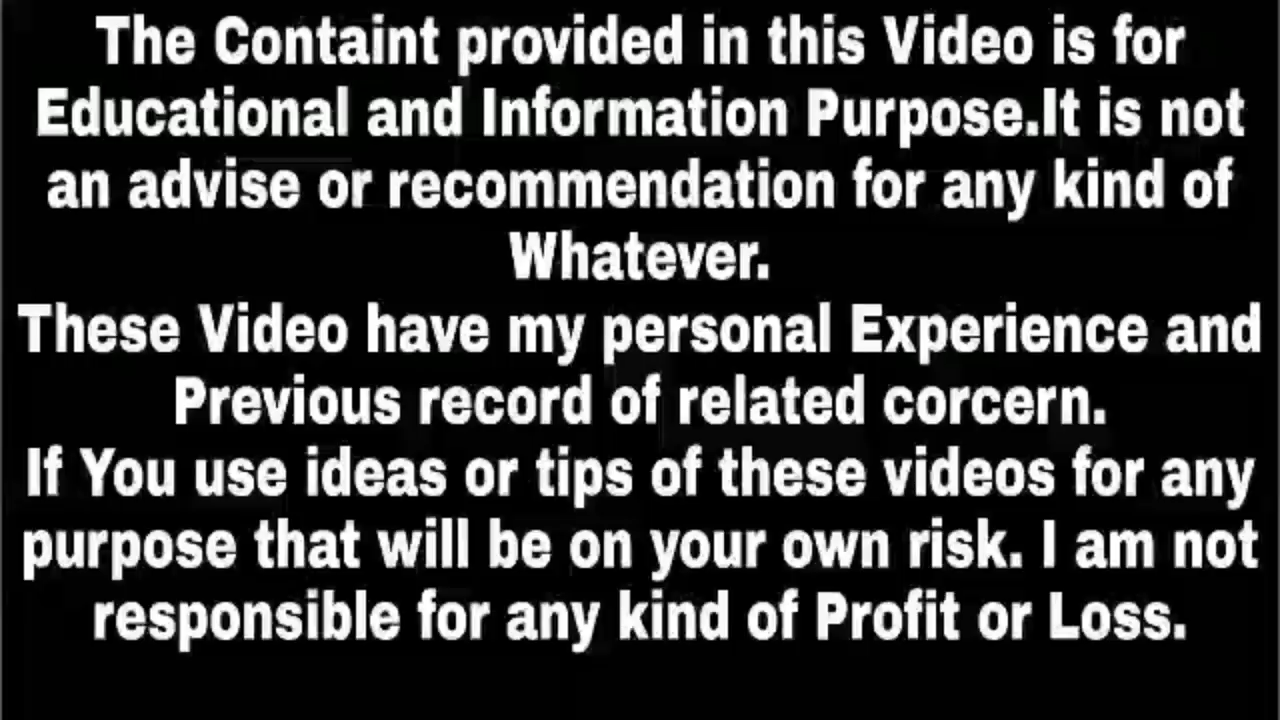 The Containt provided in this Video is for
Educational and Information Purpose.It is not
an advise or recommendation for any kind of
Whatever.
These Video have my personal Experience and
Previous record of related corcern.
If You use ideas or tips of these videos for any
purpose that will be on your own risk. I am not
responsible for any kind of Profit or Loss.